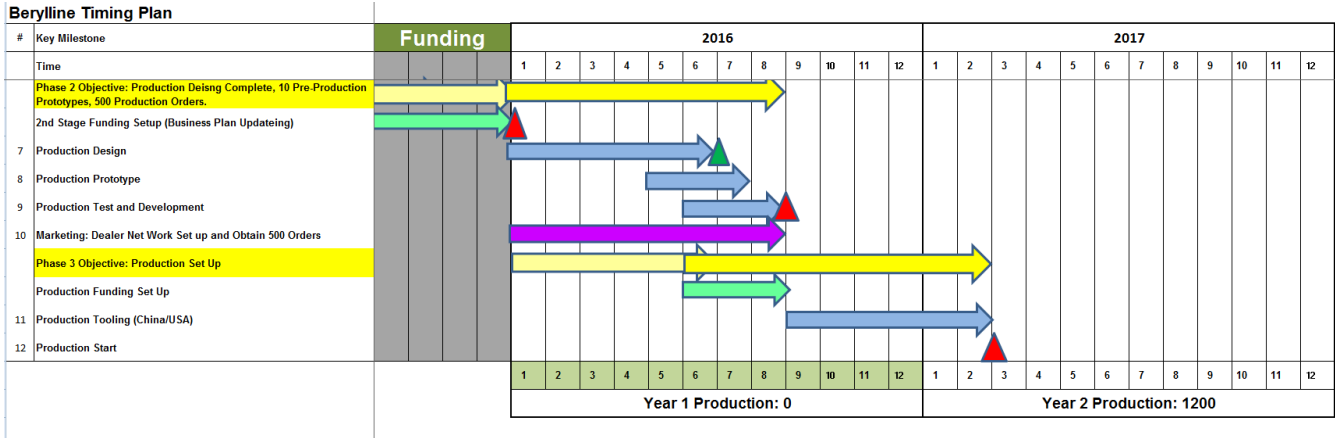 Berylline Timing Plan
# Key Milestone Funding 2016 2017
Time 1 2 3 4 5 6 7 8 9 10 11 12 1 2 3 4 5 6 7 8 9 10 11 12
Phase 2 Objective: Production Deisng Complete, 10 Pre-Production
Prototypes, 500 Production Orders.
2nd Stage Funding Setup (Business Plan Updateing)
7 Production Design
8 Production Prototype
9 Production Test and Development
10 Marketing: Dealer Net Work Set up and Obtain 500 Orders
Phase 3 Objective: Production Set Up
Production Funding Set Up
11 Production Tooling (China/USA)
12 Production Start
1 2 3 4 5 6 7 8 9 10 11 12 1 2 3 4 5 6 7 8 9 10 11 12
Year 1 Production: 0 Year 2 Production: 1200